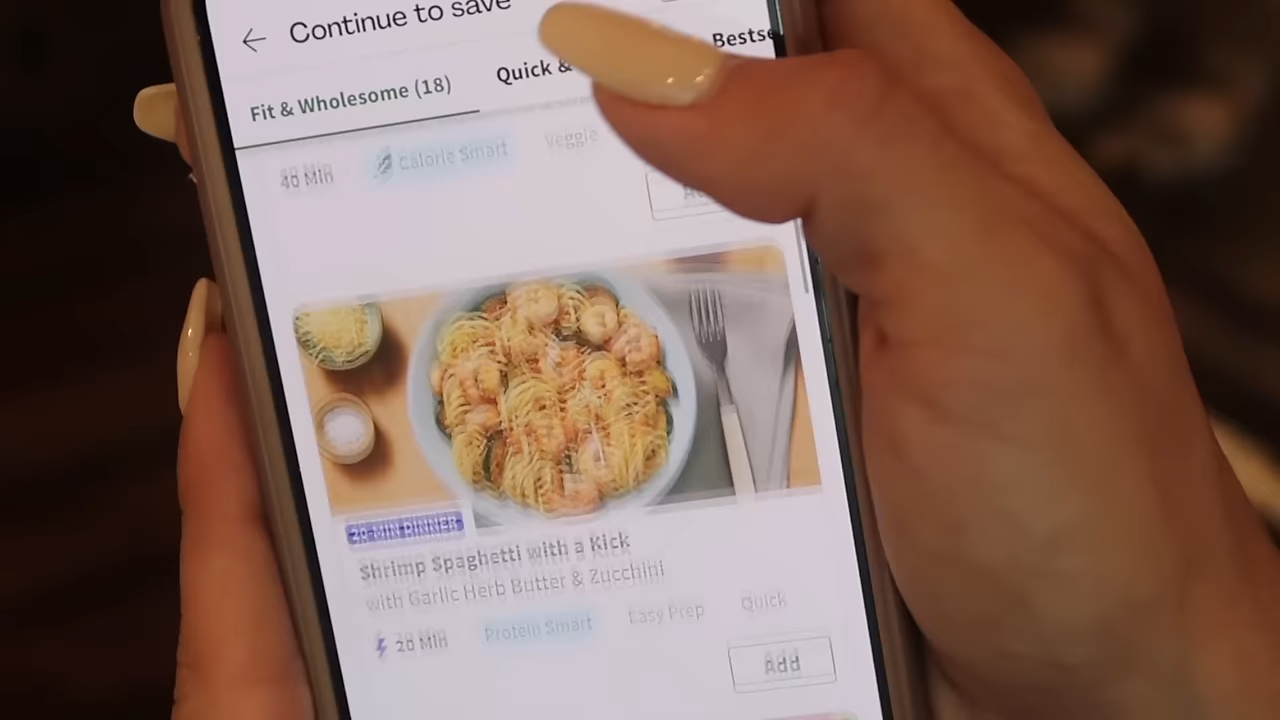 Continue to save
Fit & Wholesome (18)
Quick &
Bestse
40 Min
Calorie Smart
Veggie
20-MIN DINNER
Shrimp Spaghetti with a Kick
with Garlic Herb Butter & Zucchini
20 Min
Protein Smart
Easy Prep
Quick
Add